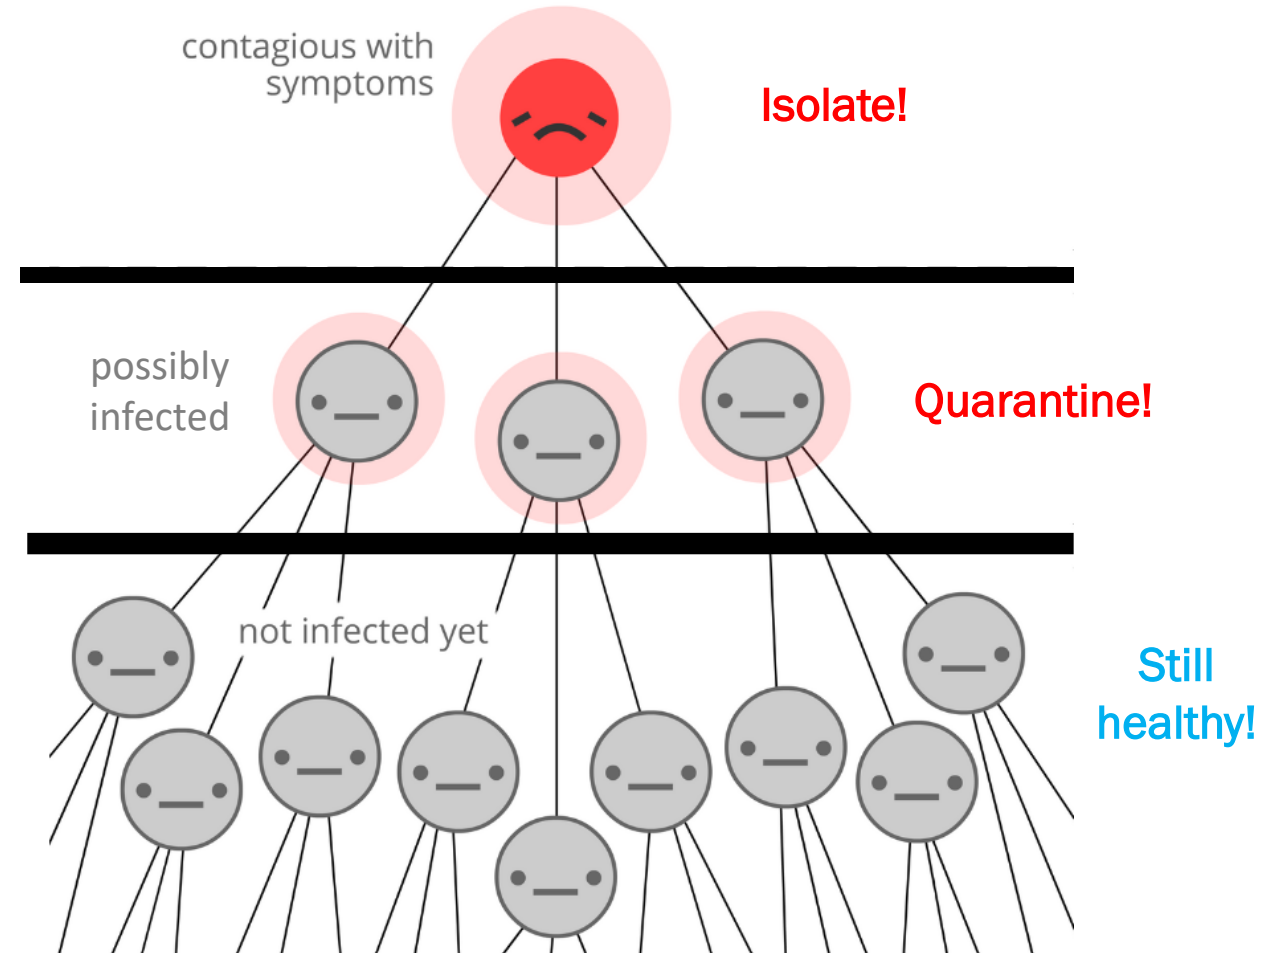 contagious with
symptoms
Isolate!
possibly
infected
Quarantine!
not infected yet
Still
healthy!